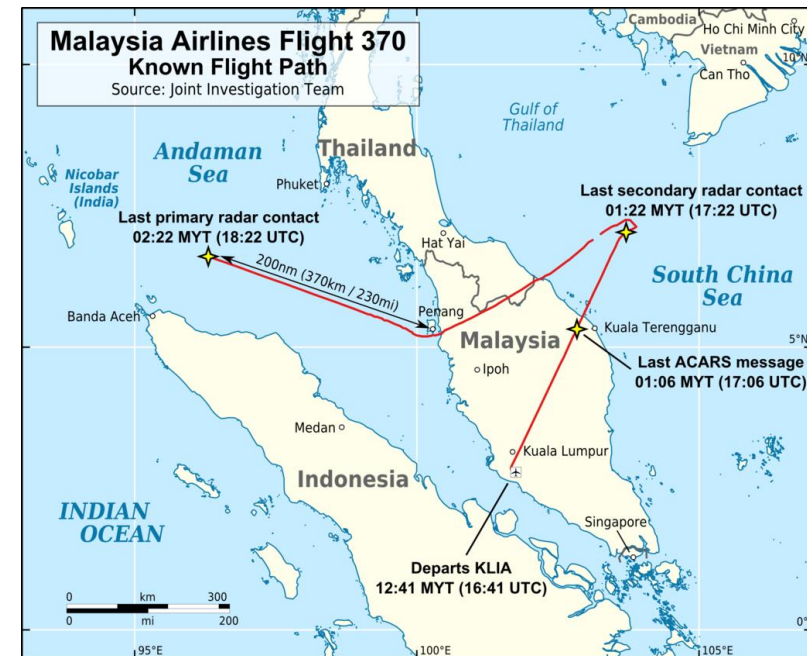 Malaysia Airlines Flight 370
Known Flight Path
Source: Joint Investigation Team
Cambodia
Ho Chi Minh City
Vietnam
10°N
Can Tho
Gulf of
Thailand
Thailand
Andaman
Sea
Nicobar
Islands
(India)
Phuket
Last secondary radar contact
01:22 MYT (17:22 UTC)
Last primary radar contact
02:22 MYT (18:22 UTC)
Hat Yai
200nm (370km / 230mi)
South China
Sea
Penang
Banda Aceh
Malaysia
Kuala Terengganu
5°N
Ipoh
Last ACARS message
01:06 MYT (17:06 UTC)
Medan
Kuala Lumpur
Indonesia
INDIAN
OCEAN
Singapore
Departs KLIA
12:41 MYT (16:41 UTC)
0 km 300
0 mi 200
0°
95°E
100°E
105°E